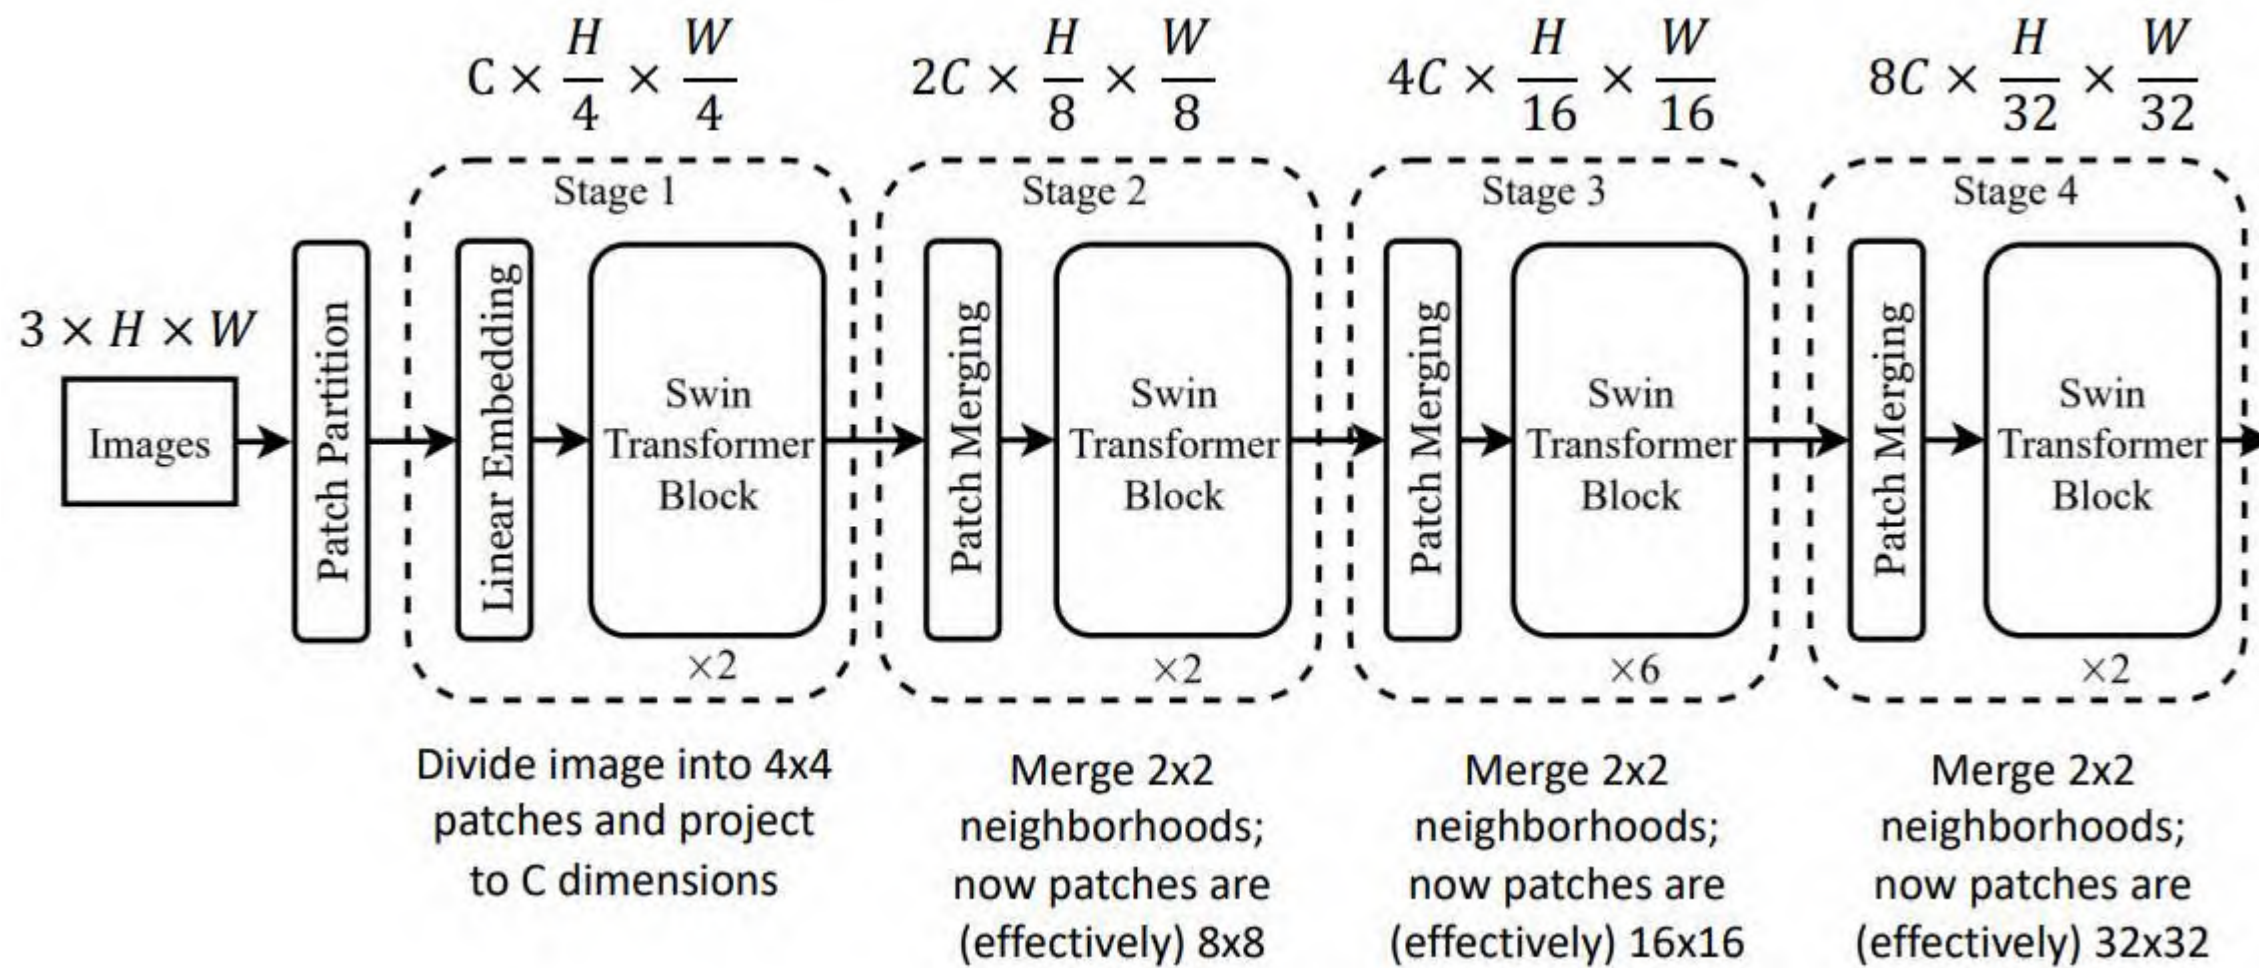 C × H/4 × W/4
2C × H/8 × W/8
4C × H/16 × W/16
8C × H/32 × W/32
3 × H × W
Images
Patch Partition
Stage 1
Linear Embedding
Swin
Transformer
Block
×2
Stage 2
Patch Merging
Swin
Transformer
Block
×2
Stage 3
Patch Merging
Swin
Transformer
Block
×6
Stage 4
Patch Merging
Swin
Transformer
Block
×2
Divide image into 4x4
patches and project
to C dimensions
Merge 2x2
neighborhoods;
now patches are
(effectively) 8x8
Merge 2x2
neighborhoods;
now patches are
(effectively) 16x16
Merge 2x2
neighborhoods;
now patches are
(effectively) 32x32